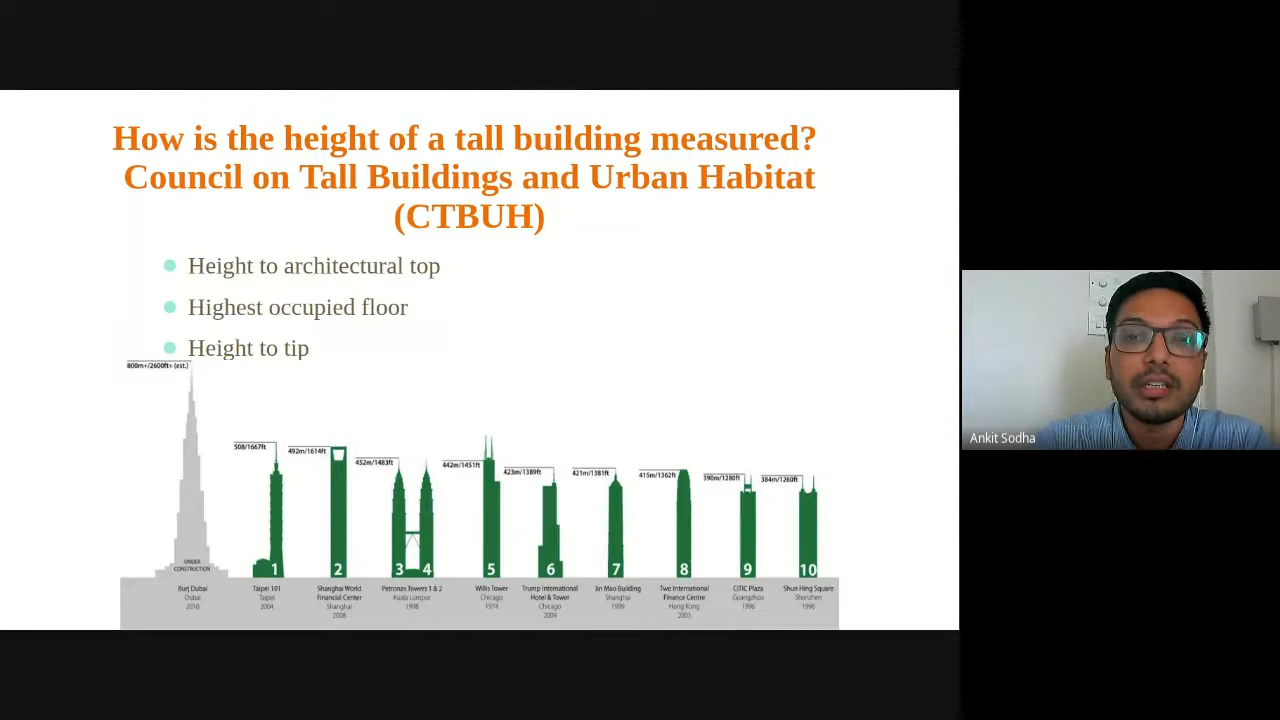 How is the height of a tall building measured?
Council on Tall Buildings and Urban Habitat
(CTBUH)
Height to architectural top
Highest occupied floor
Height to tip
800m+/2600ft+ (est.)
508/1667ft
492m/1614ft
452m/1483ft
442m/1451ft
423m/1389ft
421m/1381ft
415m/1362ft
390m/1280ft
384m/1260ft
UNDER
CONSTRUCTION
1 2 3 4 5 6 7 8 9 10
Burj Dubai
Dubai
2010
Taipei 101
Taipei
2004
Shanghai World
Financial Center
Shanghai
2008
Petronas Towers 1 & 2
Kuala Lumpur
1998
Willis Tower
Chicago
1974
Trump International
Hotel & Tower
Chicago
2009
Jin Mao Building
Shanghai
1999
Two International
Finance Centre
Hong Kong
2003
CITIC Plaza
Guangzhou
1996
Shun Hing Square
Shenzhen
1996
Ankit Sodha